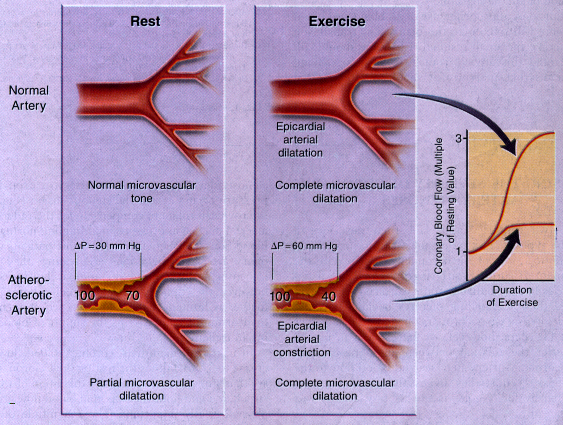 Rest
Exercise
Normal
Artery
Epicardial
arterial
dilatation
Normal microvascular
tone
Complete microvascular
dilatation
ΔP=30 mm Hg
ΔP=60 mm Hg
Athero-
sclerotic
Artery
100 70
100 40
Epicardial
arterial
constriction
Partial microvascular
dilatation
Complete microvascular
dilatation
Coronary Blood Flow (Multiple
of Resting Value)
3
1
Duration
of Exercise